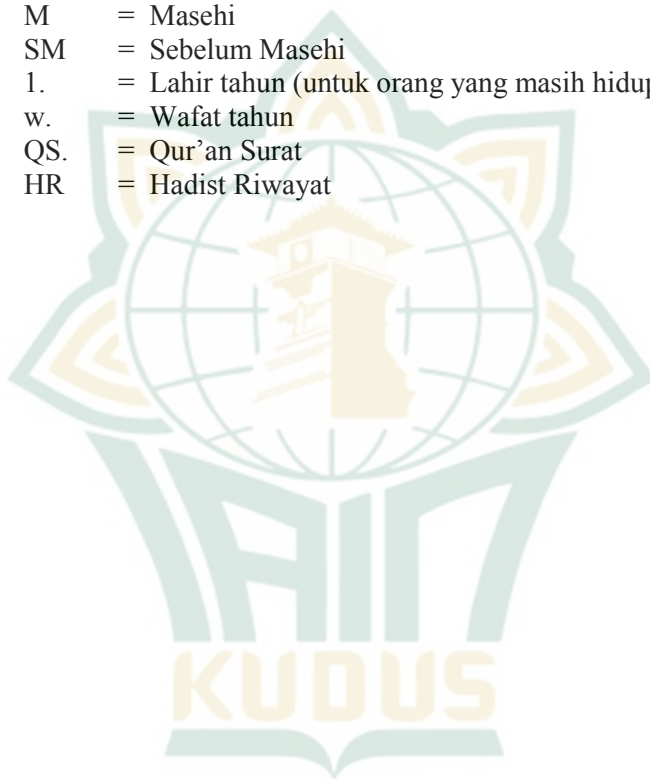 M = Masehi
SM = Sebelum Masehi
1. = Lahir tahun (untuk orang yang masih hidup
w. = Wafat tahun
QS. = Qur'an Surat
HR = Hadist Riwayat
IAIN
KUDUS